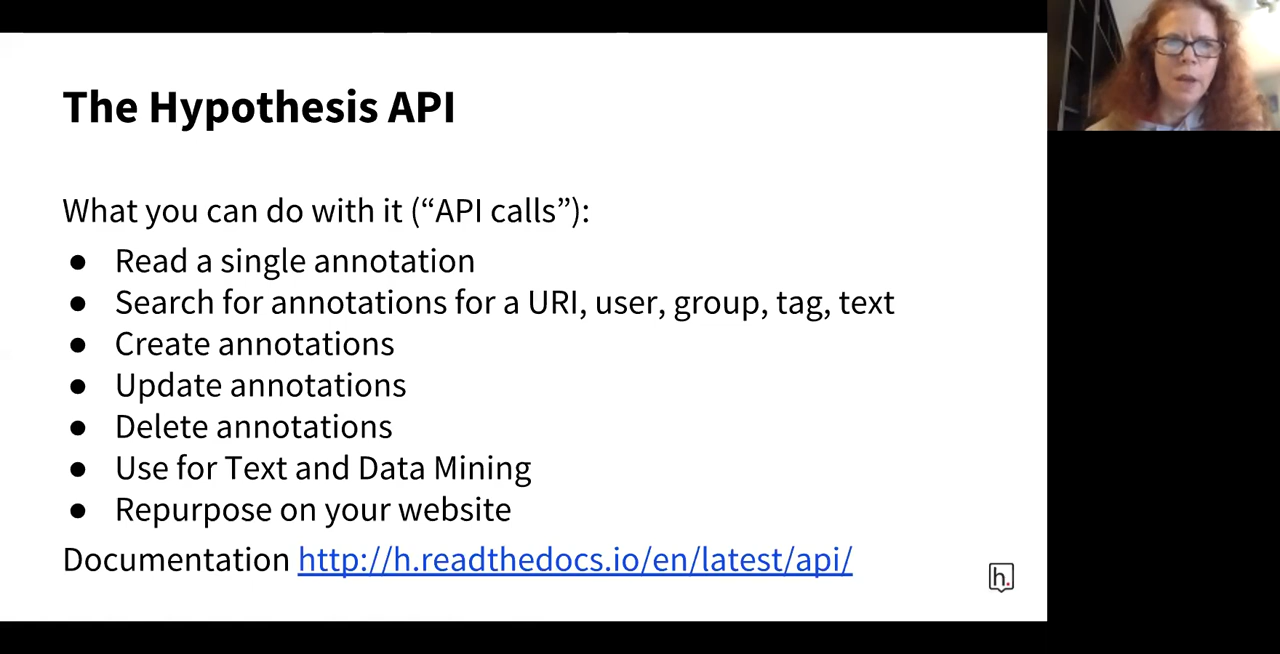 The Hypothesis API
What you can do with it (“API calls”):
● Read a single annotation
● Search for annotations for a URI, user, group, tag, text
● Create annotations
● Update annotations
● Delete annotations
● Use for Text and Data Mining
● Repurpose on your website
Documentation http://h.readthedocs.io/en/latest/api/
h.